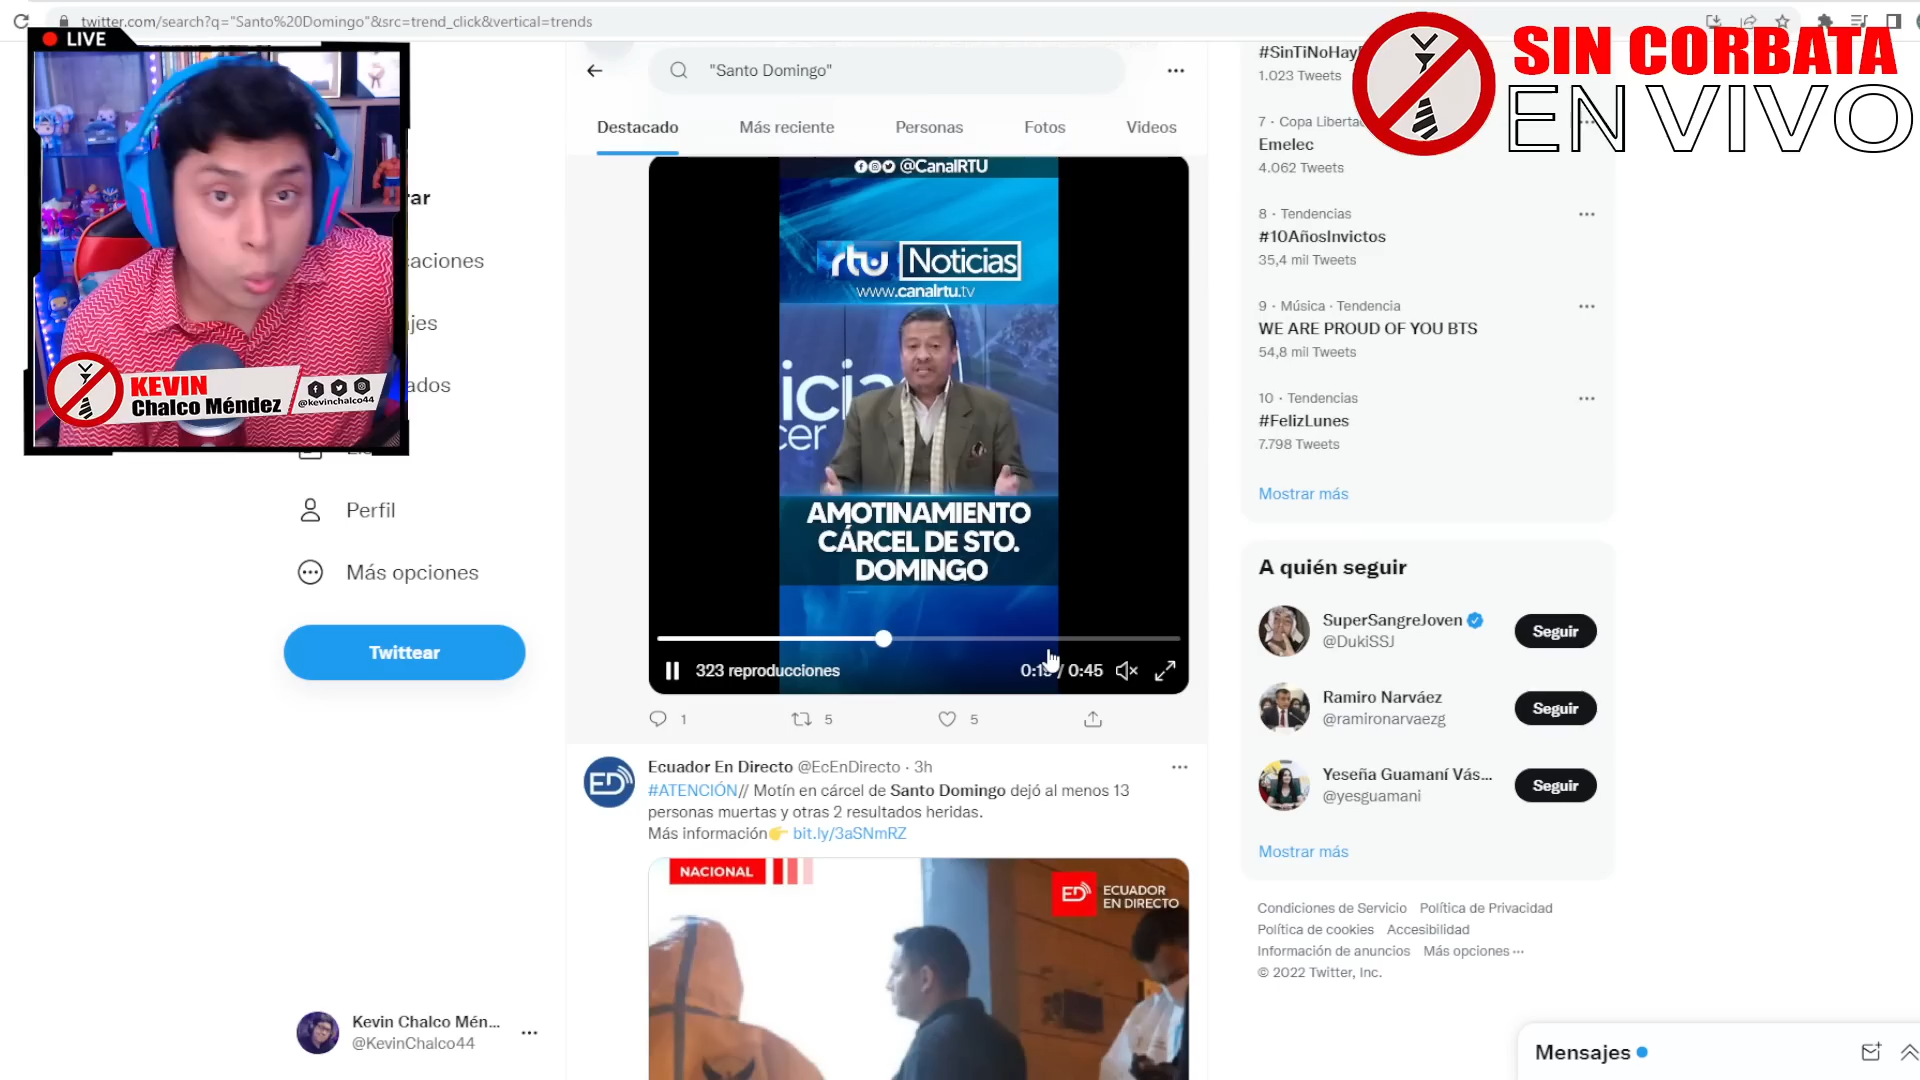 twitter.com/search?q="Santo%20Domingo"&src=trend_click&vertical=trends
LIVE
SIN CORBATA
EN VIVO
"Santo Domingo"
Destacado
Más reciente
Personas
Fotos
Videos
@CanalRTU
rtu Noticias
www.canalrtu.tv
AMOTINAMIENTO
CÁRCEL DE STO.
DOMINGO
323 reproducciones
/ 0:45
1
5
5
Ecuador En Directo @EcEnDirecto · 3h
#ATENCIÓN// Motín en cárcel de Santo Domingo dejó al menos 13
personas muertas y otras 2 resultados heridas.
Más información👉 bit.ly/3aSNmRZ
NACIONAL
ED
ECUADOR
EN DIRECTO
KEVIN
Chalco Méndez
@kevinchalco44
Perfil
Más opciones
Twittear
Kevin Chalco Mén...
@KevinChalco44
#SinTiNoHay
1.023 Tweets
7 · Copa Liberta
Emelec
4.062 Tweets
8 · Tendencias
#10AñosInvictos
35,4 mil Tweets
9 · Música · Tendencia
WE ARE PROUD OF YOU BTS
54,8 mil Tweets
10 · Tendencias
#FelizLunes
7.798 Tweets
Mostrar más
A quién seguir
SuperSangreJoven
@DukiSSJ
Seguir
Ramiro Narváez
@ramironarvaezg
Seguir
Yeseña Guamaní Vás...
@yesguamani
Seguir
Mostrar más
Condiciones de Servicio Política de Privacidad
Política de cookies Accesibilidad
Información de anuncios Más opciones ···
© 2022 Twitter, Inc.
Mensajes